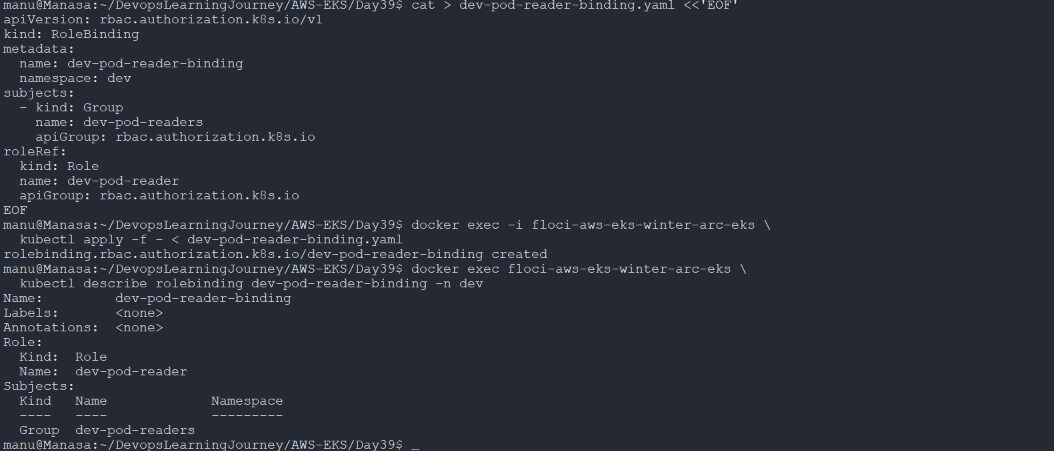 manu@Manasa:~/DevopsLearningJourney/AWS-EKS/Day39$ cat > dev-pod-reader-binding.yaml <<'EOF'
apiVersion: rbac.authorization.k8s.io/v1
kind: RoleBinding
metadata:
  name: dev-pod-reader-binding
  namespace: dev
subjects:
  - kind: Group
    name: dev-pod-readers
    apiGroup: rbac.authorization.k8s.io
roleRef:
  kind: Role
  name: dev-pod-reader
  apiGroup: rbac.authorization.k8s.io
EOF
manu@Manasa:~/DevopsLearningJourney/AWS-EKS/Day39$ docker exec -i floci-aws-eks-winter-arc-eks \
  kubectl apply -f - < dev-pod-reader-binding.yaml
rolebinding.rbac.authorization.k8s.io/dev-pod-reader-binding created
manu@Manasa:~/DevopsLearningJourney/AWS-EKS/Day39$ docker exec floci-aws-eks-winter-arc-eks \
  kubectl describe rolebinding dev-pod-reader-binding -n dev
Name:         dev-pod-reader-binding
Labels:       <none>
Annotations:  <none>
Role:
  Kind:  Role
  Name:  dev-pod-reader
Subjects:
  Kind   Name             Namespace
  ----   ----             ---------
  Group  dev-pod-readers
manu@Manasa:~/DevopsLearningJourney/AWS-EKS/Day39$ _